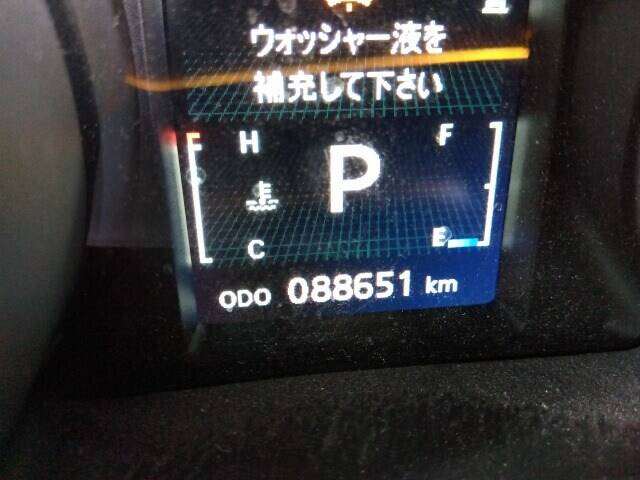 ウォッシャー液を
補充して下さい
H F
P
C E
ODO 088651 km